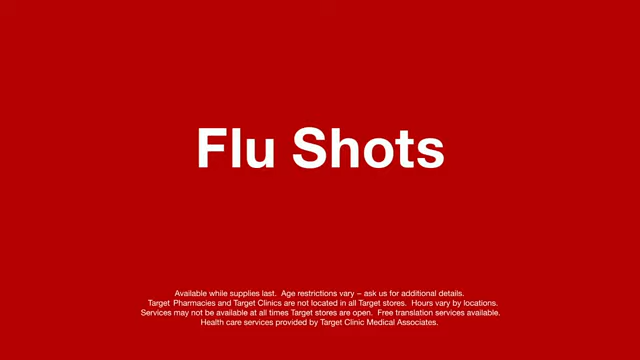 Flu Shots
Available while supplies last.  Age restrictions vary – ask us for additional details.
Target Pharmacies and Target Clinics are not located in all Target stores.  Hours vary by locations.
Services may not be available at all times Target stores are open.  Free translation services available.
Health care services provided by Target Clinic Medical Associates.